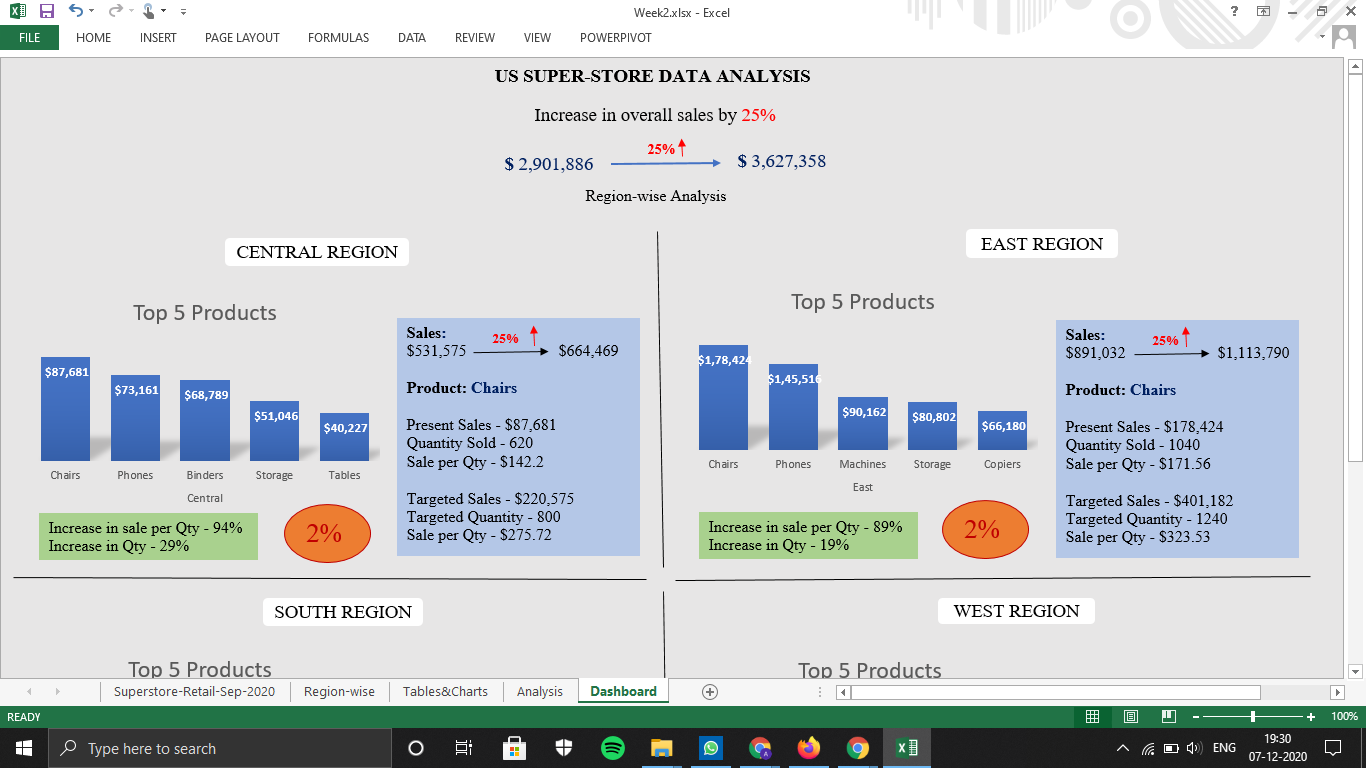 Week2.xlsx - Excel
?
FILE HOME INSERT PAGE LAYOUT FORMULAS DATA REVIEW VIEW POWERPIVOT
US SUPER-STORE DATA ANALYSIS
Increase in overall sales by 25%
25%
$ 2,901,886 $ 3,627,358
Region-wise Analysis
CENTRAL REGION
Top 5 Products
$87,681
$73,161
$68,789
$51,046
$40,227
Chairs Phones Binders Storage Tables
Central
Increase in sale per Qty - 94%
Increase in Qty - 29%
2%
Sales:
25%
$531,575 $664,469
Product: Chairs
Present Sales - $87,681
Quantity Sold - 620
Sale per Qty - $142.2
Targeted Sales - $220,575
Targeted Quantity - 800
Sale per Qty - $275.72
EAST REGION
Top 5 Products
$1,78,424
$1,45,516
$90,162
$80,802
$66,180
Chairs Phones Machines Storage Copiers
East
Increase in sale per Qty - 89%
Increase in Qty - 19%
2%
Sales:
25%
$891,032 $1,113,790
Product: Chairs
Present Sales - $178,424
Quantity Sold - 1040
Sale per Qty - $171.56
Targeted Sales - $401,182
Targeted Quantity - 1240
Sale per Qty - $323.53
SOUTH REGION
Top 5 Products
WEST REGION
Top 5 Products
Superstore-Retail-Sep-2020 Region-wise Tables&Charts Analysis Dashboard
READY 100%
Type here to search
ENG
19:30
07-12-2020